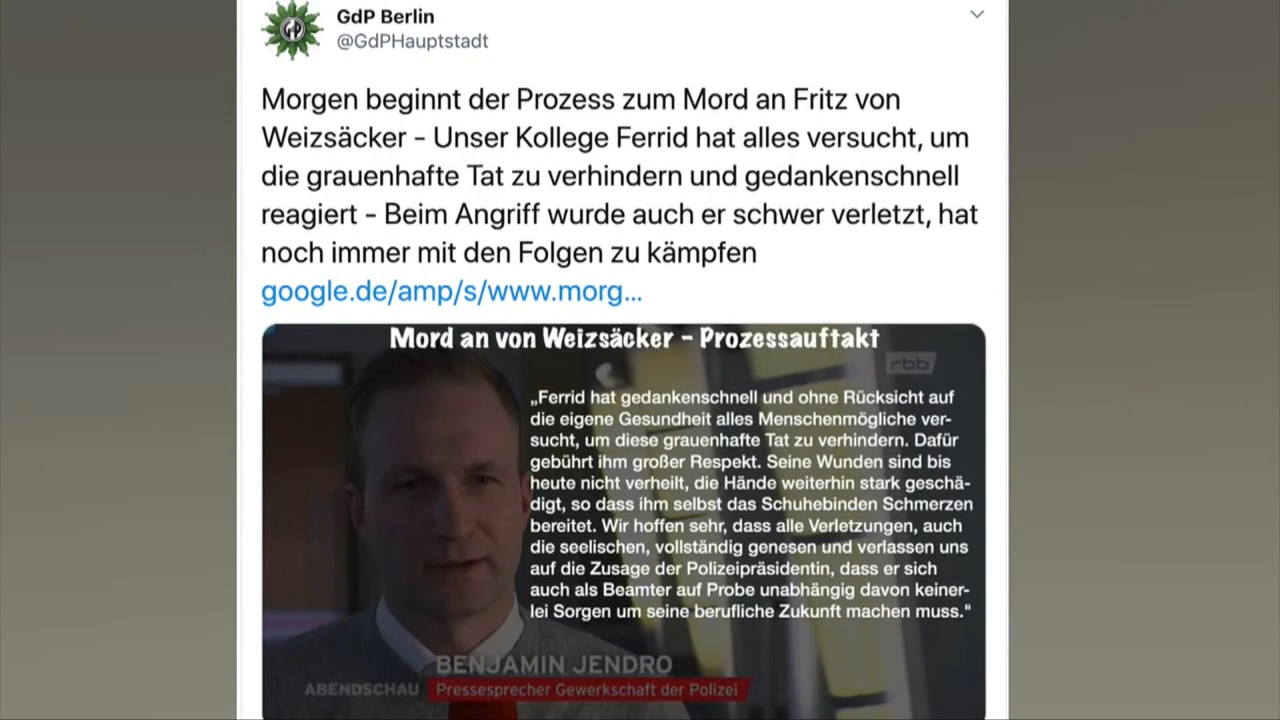 GdP Berlin
@GdPHauptstadt
Morgen beginnt der Prozess zum Mord an Fritz von
Weizsäcker - Unser Kollege Ferrid hat alles versucht, um
die grauenhafte Tat zu verhindern und gedankenschnell
reagiert - Beim Angriff wurde auch er schwer verletzt, hat
noch immer mit den Folgen zu kämpfen
google.de/amp/s/www.morg...
Mord an von Weizsäcker - Prozessauftakt
rbb
„Ferrid hat gedankenschnell und ohne Rücksicht auf
die eigene Gesundheit alles Menschenmögliche ver-
sucht, um diese grauenhafte Tat zu verhindern. Dafür
gebührt ihm großer Respekt. Seine Wunden sind bis
heute nicht verheilt, die Hände weiterhin stark geschä-
digt, so dass ihm selbst das Schuhebinden Schmerzen
bereitet. Wir hoffen sehr, dass alle Verletzungen, auch
die seelischen, vollständig genesen und verlassen uns
auf die Zusage der Polizeipräsidentin, dass er sich
auch als Beamter auf Probe unabhängig davon keiner-
lei Sorgen um seine berufliche Zukunft machen muss."
BENJAMIN JENDRO
ABENDSCHAU Pressesprecher Gewerkschaft der Polizei